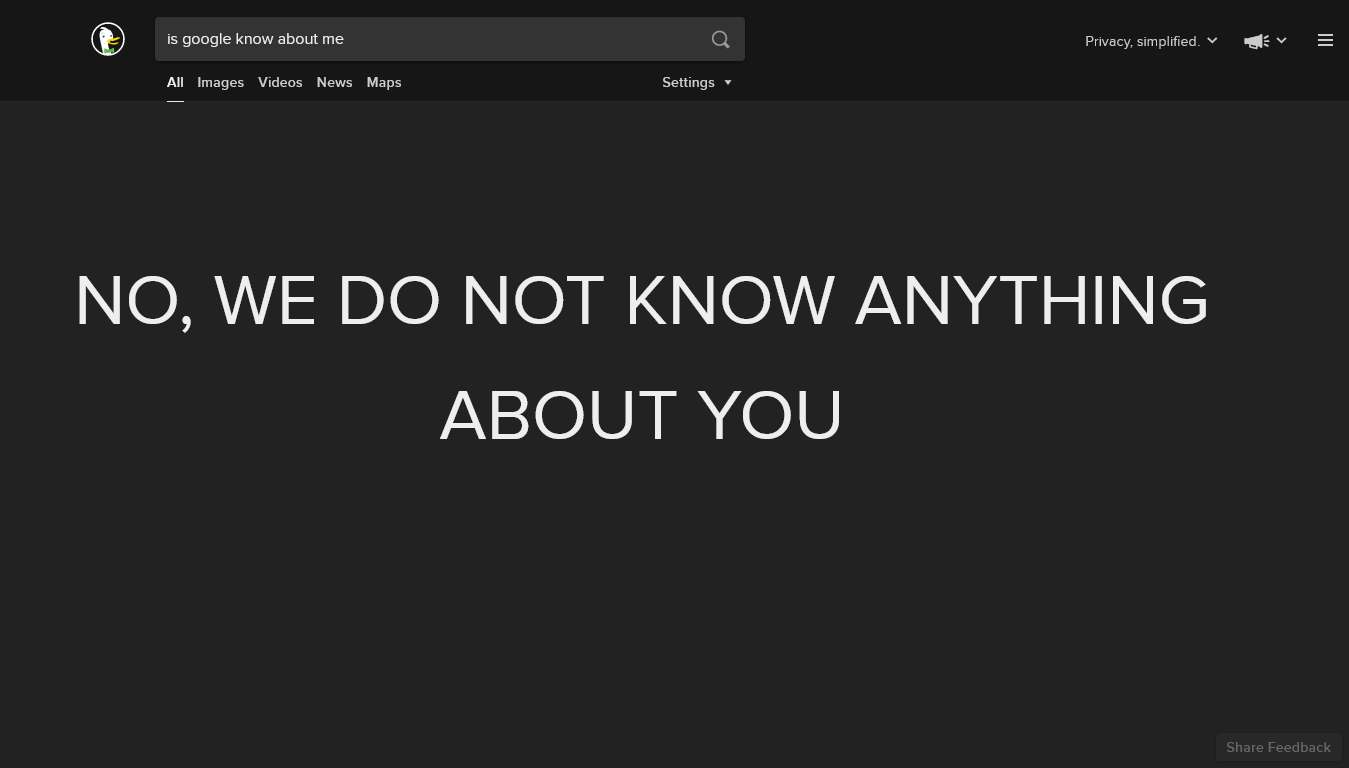 is google know about me
Privacy, simplified.
All Images Videos News Maps Settings
NO, WE DO NOT KNOW ANYTHING
ABOUT YOU
Share Feedback